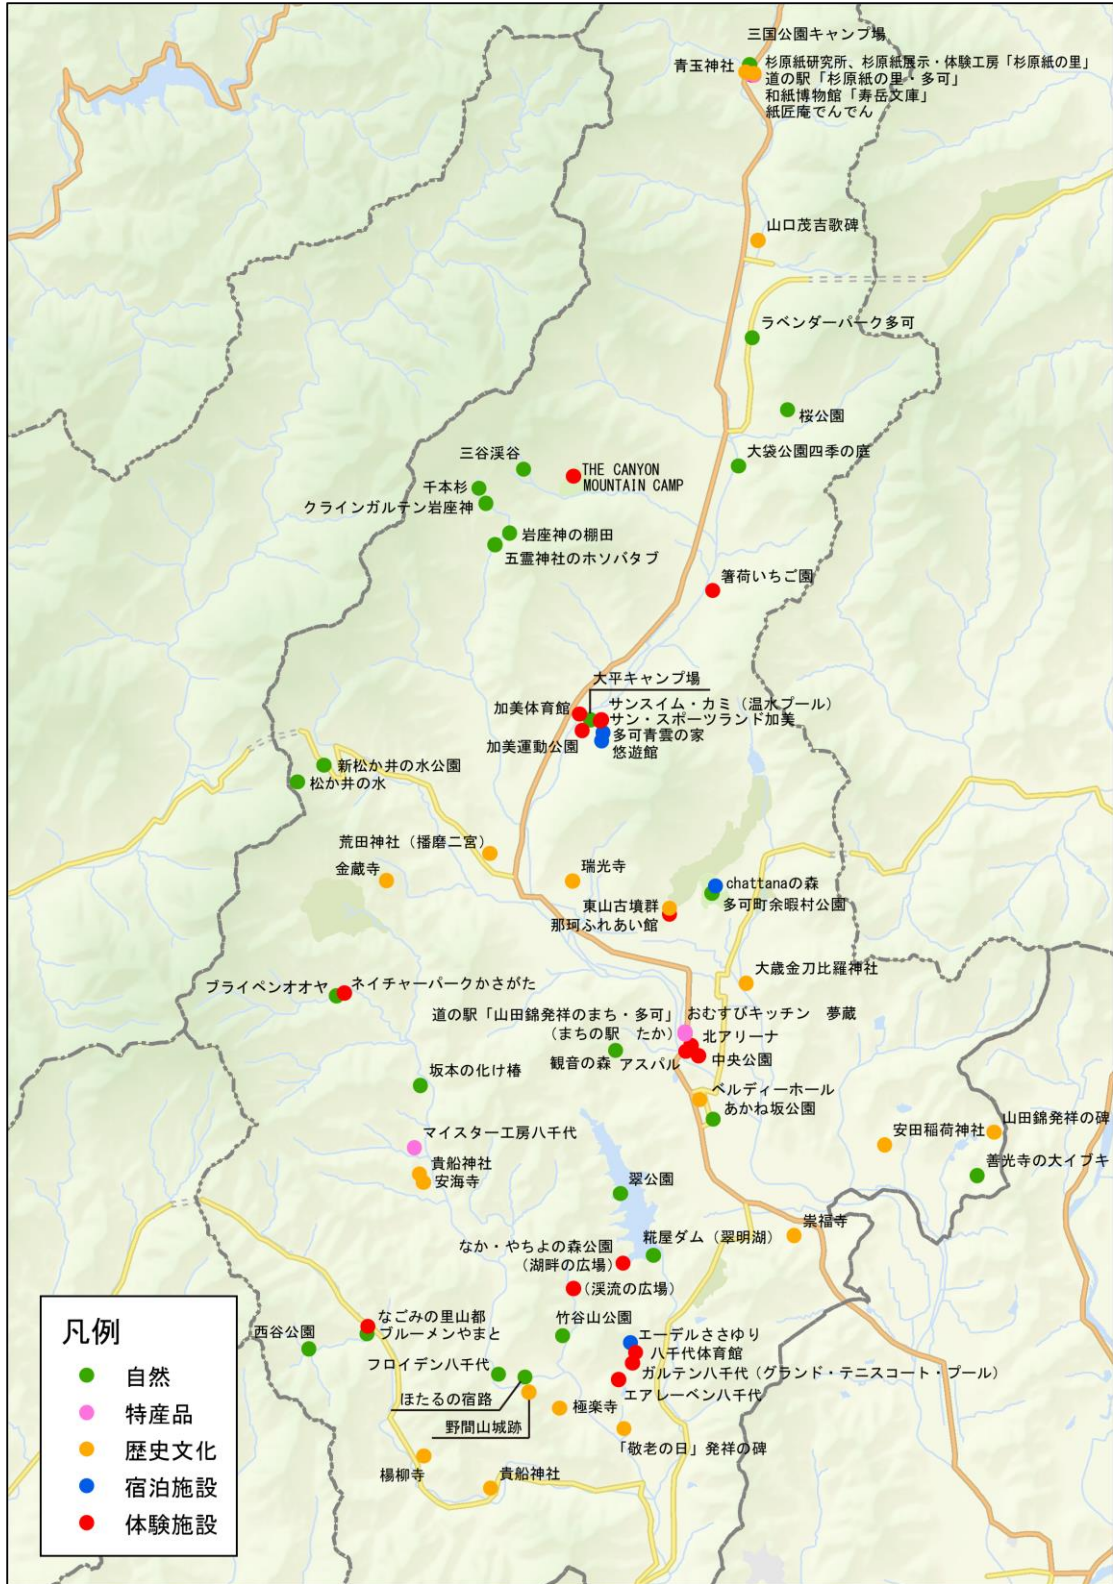 三国公園キャンプ場
青玉神社
杉原紙研究所、杉原紙展示・体験工房「杉原紙の里」
道の駅「杉原紙の里・多可」
和紙博物館「寿岳文庫」
紙匠庵でんでん
山口茂吉歌碑
ラベンダーパーク多可
桜公園
大袋公園四季の庭
三谷渓谷
THE CANYON
MOUNTAIN CAMP
千本杉
クラインガルテン岩座神
岩座神の棚田
五霊神社のホソバタブ
箸荷いちご園
大平キャンプ場
加美体育館
サンスイム・カミ（温水プール）
サン・スポーツランド加美
加美運動公園
多可青雲の家
悠遊館
新松か井の水公園
松か井の水
荒田神社（播磨二宮）
金蔵寺
瑞光寺
chattanaの森
多可町余暇村公園
東山古墳群
那珂ふれあい館
大歳金刀比羅神社
ブライベンオオヤ
ネイチャーパークかさがた
道の駅「山田錦発祥のまち・多可」
（まちの駅　たか）
おむすびキッチン　夢蔵
北アリーナ
観音の森
アスパル
中央公園
坂本の化け椿
ベルディーホール
あかね坂公園
マイスター工房八千代
安田稲荷神社
山田錦発祥の碑
貴船神社
安海寺
善光寺の大イブキ
翠公園
崇福寺
糀屋ダム（翠明湖）
なか・やちよの森公園
（湖畔の広場）
（渓流の広場）
なごみの里山都
ブルーメンやまと
西谷公園
竹谷山公園
エーデルささゆり
八千代体育館
フロイデン八千代
ガルテン八千代（グランド・テニスコート・プール）
エアレーベン八千代
ほたるの宿路
極楽寺
野間山城跡
「敬老の日」発祥の碑
楊柳寺
貴船神社
凡例
自然
特産品
歴史文化
宿泊施設
体験施設